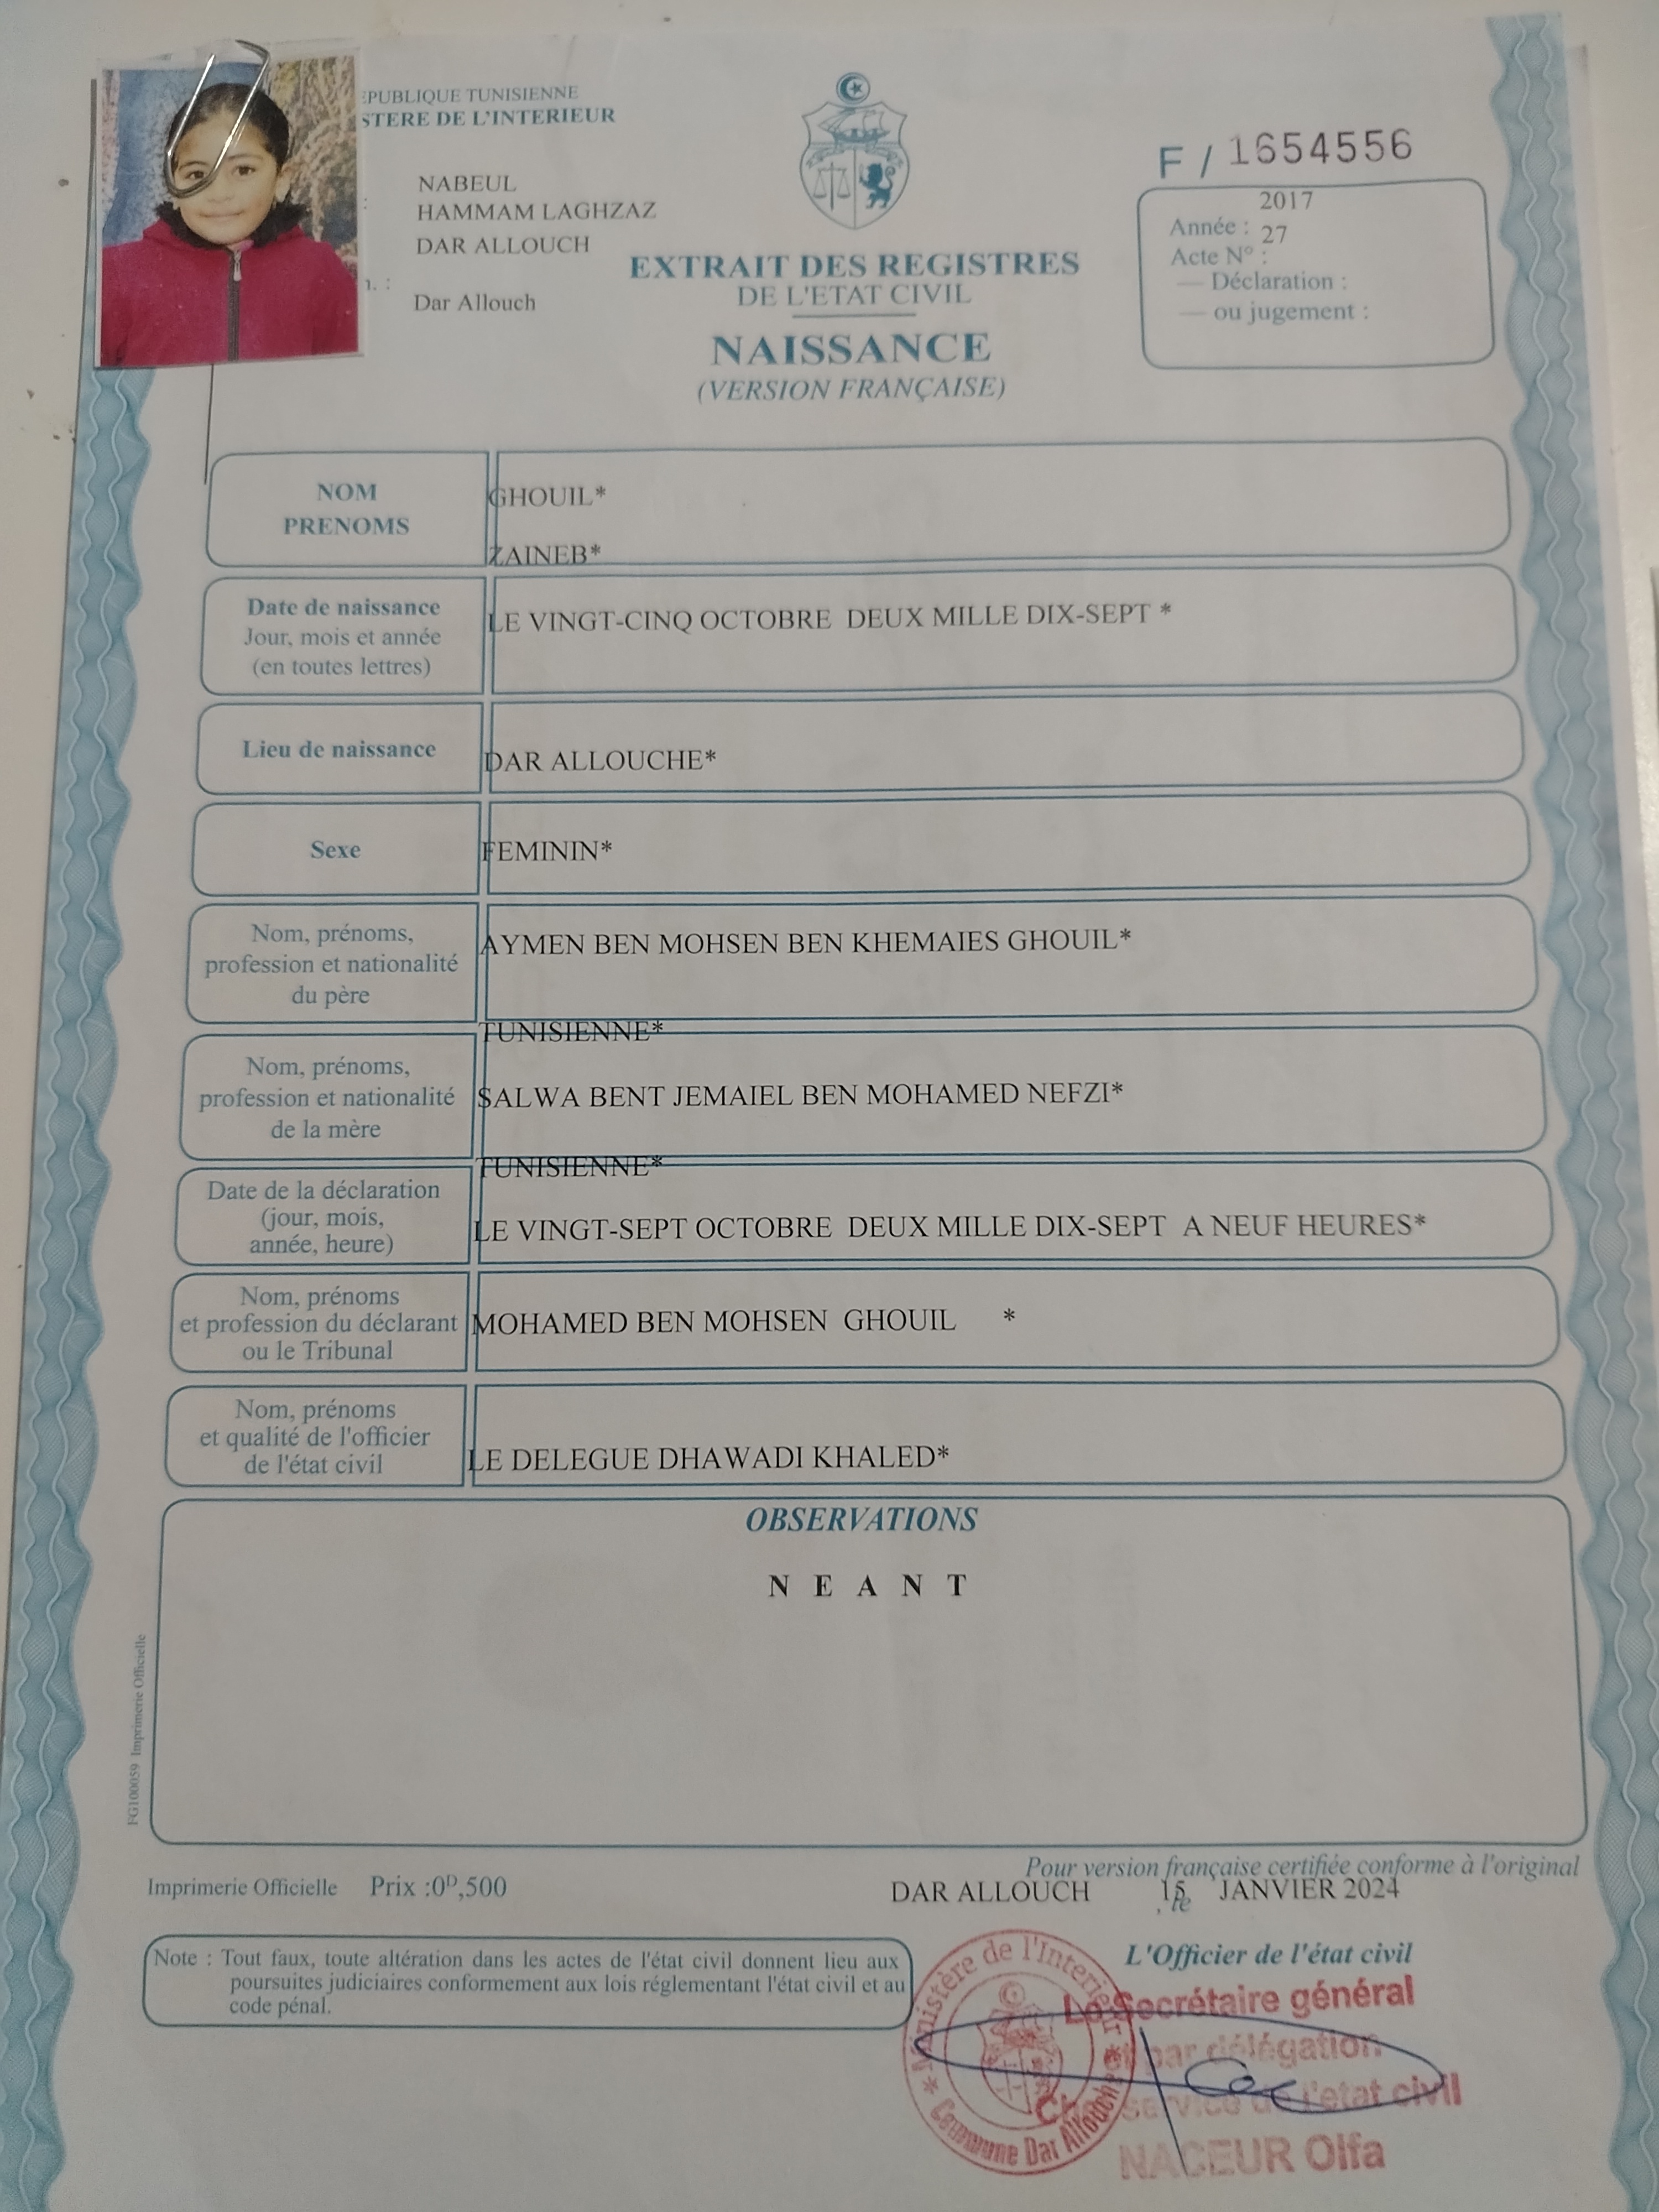 EPUBLIQUE TUNISIENNE
STERE DE L'INTERIEUR
NABEUL
HAMMAM LAGHZAZ
DAR ALLOUCH
Dar Allouch
EXTRAIT DES REGISTRES
DE L'ETAT CIVIL
NAISSANCE
(VERSION FRANÇAISE)
F / 1654556
2017
Année :
27
Acte N° :
— Déclaration :
— ou jugement :
NOM
PRENOMS
GHOUIL*
ZAINEB*
Date de naissance
Jour, mois et année
(en toutes lettres)
LE VINGT-CINQ OCTOBRE DEUX MILLE DIX-SEPT *
Lieu de naissance
DAR ALLOUCHE*
Sexe
FEMININ*
Nom, prénoms,
profession et nationalité
du père
AYMEN BEN MOHSEN BEN KHEMAIES GHOUIL*
TUNISIENNE*
Nom, prénoms,
profession et nationalité
de la mère
SALWA BENT JEMAIEL BEN MOHAMED NEFZI*
TUNISIENNE*
Date de la déclaration
(jour, mois,
année, heure)
LE VINGT-SEPT OCTOBRE DEUX MILLE DIX-SEPT A NEUF HEURES*
Nom, prénoms
et profession du déclarant
ou le Tribunal
MOHAMED BEN MOHSEN GHOUIL *
Nom, prénoms
et qualité de l'officier
de l'état civil
LE DELEGUE DHAWADI KHALED*
OBSERVATIONS
N E A N T
FG100059 Imprimerie Officielle
Pour version française certifiée conforme à l'original
Imprimerie Officielle Prix :0ᴰ,500
DAR ALLOUCH , le 15 JANVIER 2024
Note : Tout faux, toute altération dans les actes de l'état civil donnent lieu aux
poursuites judiciaires conformement aux lois réglementant l'état civil et au
code pénal.
L'Officier de l'état civil
Le Secrétaire général
et par délégation
Chef service de l'etat civil
NACEUR Olfa
Ministère de l'Interieur
Commune Dar Allouch